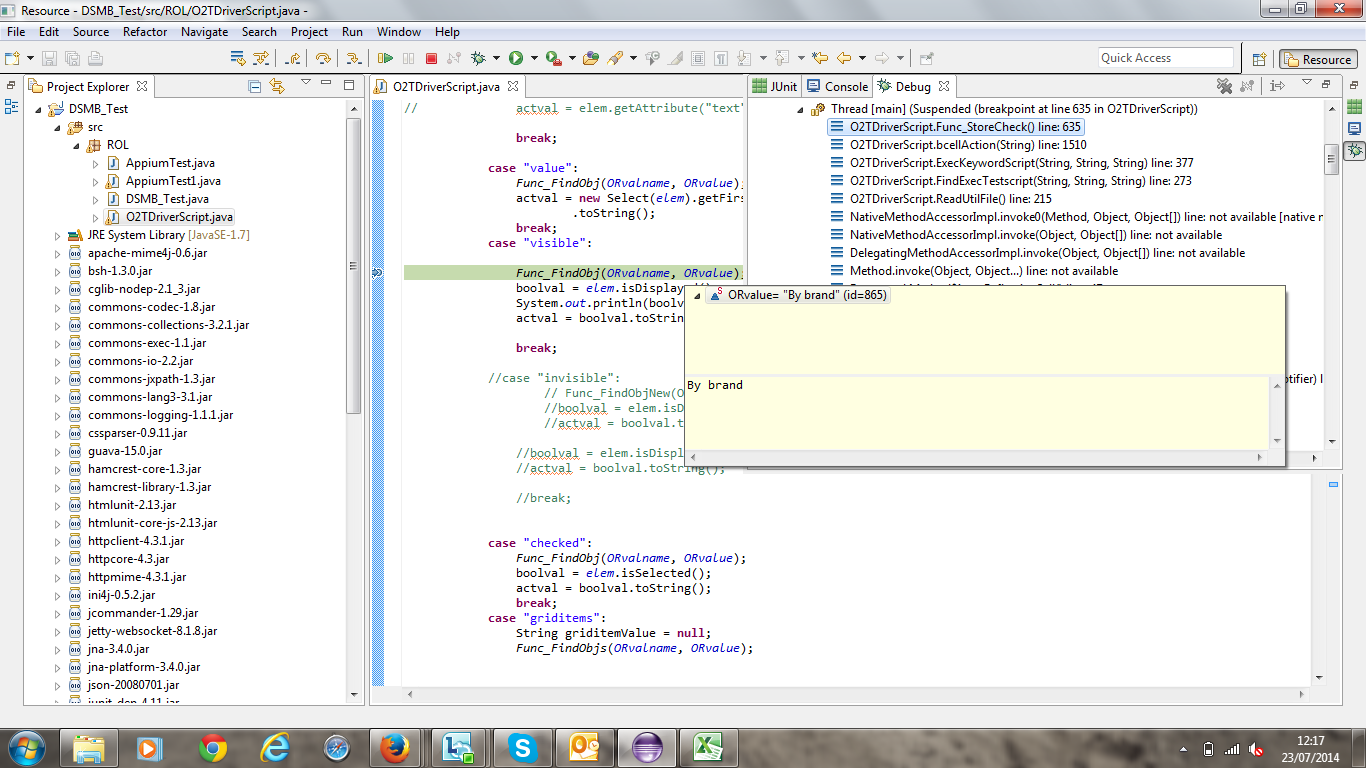 Resource - DSMB_Test/src/ROL/O2TDriverScript.java -
File Edit Source Refactor Navigate Search Project Run Window Help
Quick Access
Resource
Project Explorer
DSMB_Test
src
ROL
AppiumTest.java
AppiumTest1.java
DSMB_Test.java
O2TDriverScript.java
JRE System Library [JavaSE-1.7]
apache-mime4j-0.6.jar
bsh-1.3.0.jar
cglib-nodep-2.1_3.jar
commons-codec-1.8.jar
commons-collections-3.2.1.jar
commons-exec-1.1.jar
commons-io-2.2.jar
commons-jxpath-1.3.jar
commons-lang3-3.1.jar
commons-logging-1.1.1.jar
cssparser-0.9.11.jar
guava-15.0.jar
hamcrest-core-1.3.jar
hamcrest-library-1.3.jar
htmlunit-2.13.jar
htmlunit-core-js-2.13.jar
httpclient-4.3.1.jar
httpcore-4.3.jar
httpmime-4.3.1.jar
ini4j-0.5.2.jar
jcommander-1.29.jar
jetty-websocket-8.1.8.jar
jna-3.4.0.jar
jna-platform-3.4.0.jar
json-20080701.jar
O2TDriverScript.java
// actval = elem.getAttribute("text"
break;
case "value":
Func_FindObj(ORvalname, ORvalue);
actval = new Select(elem).getFirs
.toString();
break;
case "visible":
Func_FindObj(ORvalname, ORvalue);
boolval = elem.isDisplayed();
System.out.println(boolv
actval = boolval.toStrin
break;
//case "invisible":
// Func_FindObjNew(O
//boolval = elem.isD
//actval = boolval.t
//boolval = elem.isDispl
//actval = boolval.toString();
//break;
case "checked":
Func_FindObj(ORvalname, ORvalue);
boolval = elem.isSelected();
actval = boolval.toString();
break;
case "griditems":
String griditemValue = null;
Func_FindObjs(ORvalname, ORvalue);
JUnit Console Debug
Thread [main] (Suspended (breakpoint at line 635 in O2TDriverScript))
O2TDriverScript.Func_StoreCheck() line: 635
O2TDriverScript.bcellAction(String) line: 1510
O2TDriverScript.ExecKeywordScript(String, String, String) line: 377
O2TDriverScript.FindExecTestscript(String, String, String) line: 273
O2TDriverScript.ReadUtilFile() line: 215
NativeMethodAccessorImpl.invoke0(Method, Object, Object[]) line: not available [native m
NativeMethodAccessorImpl.invoke(Object, Object[]) line: not available
DelegatingMethodAccessorImpl.invoke(Object, Object[]) line: not available
Method.invoke(Object, Object...) line: not available
ORvalue= "By brand" (id=865)
By brand
otifier) l
12:17
23/07/2014